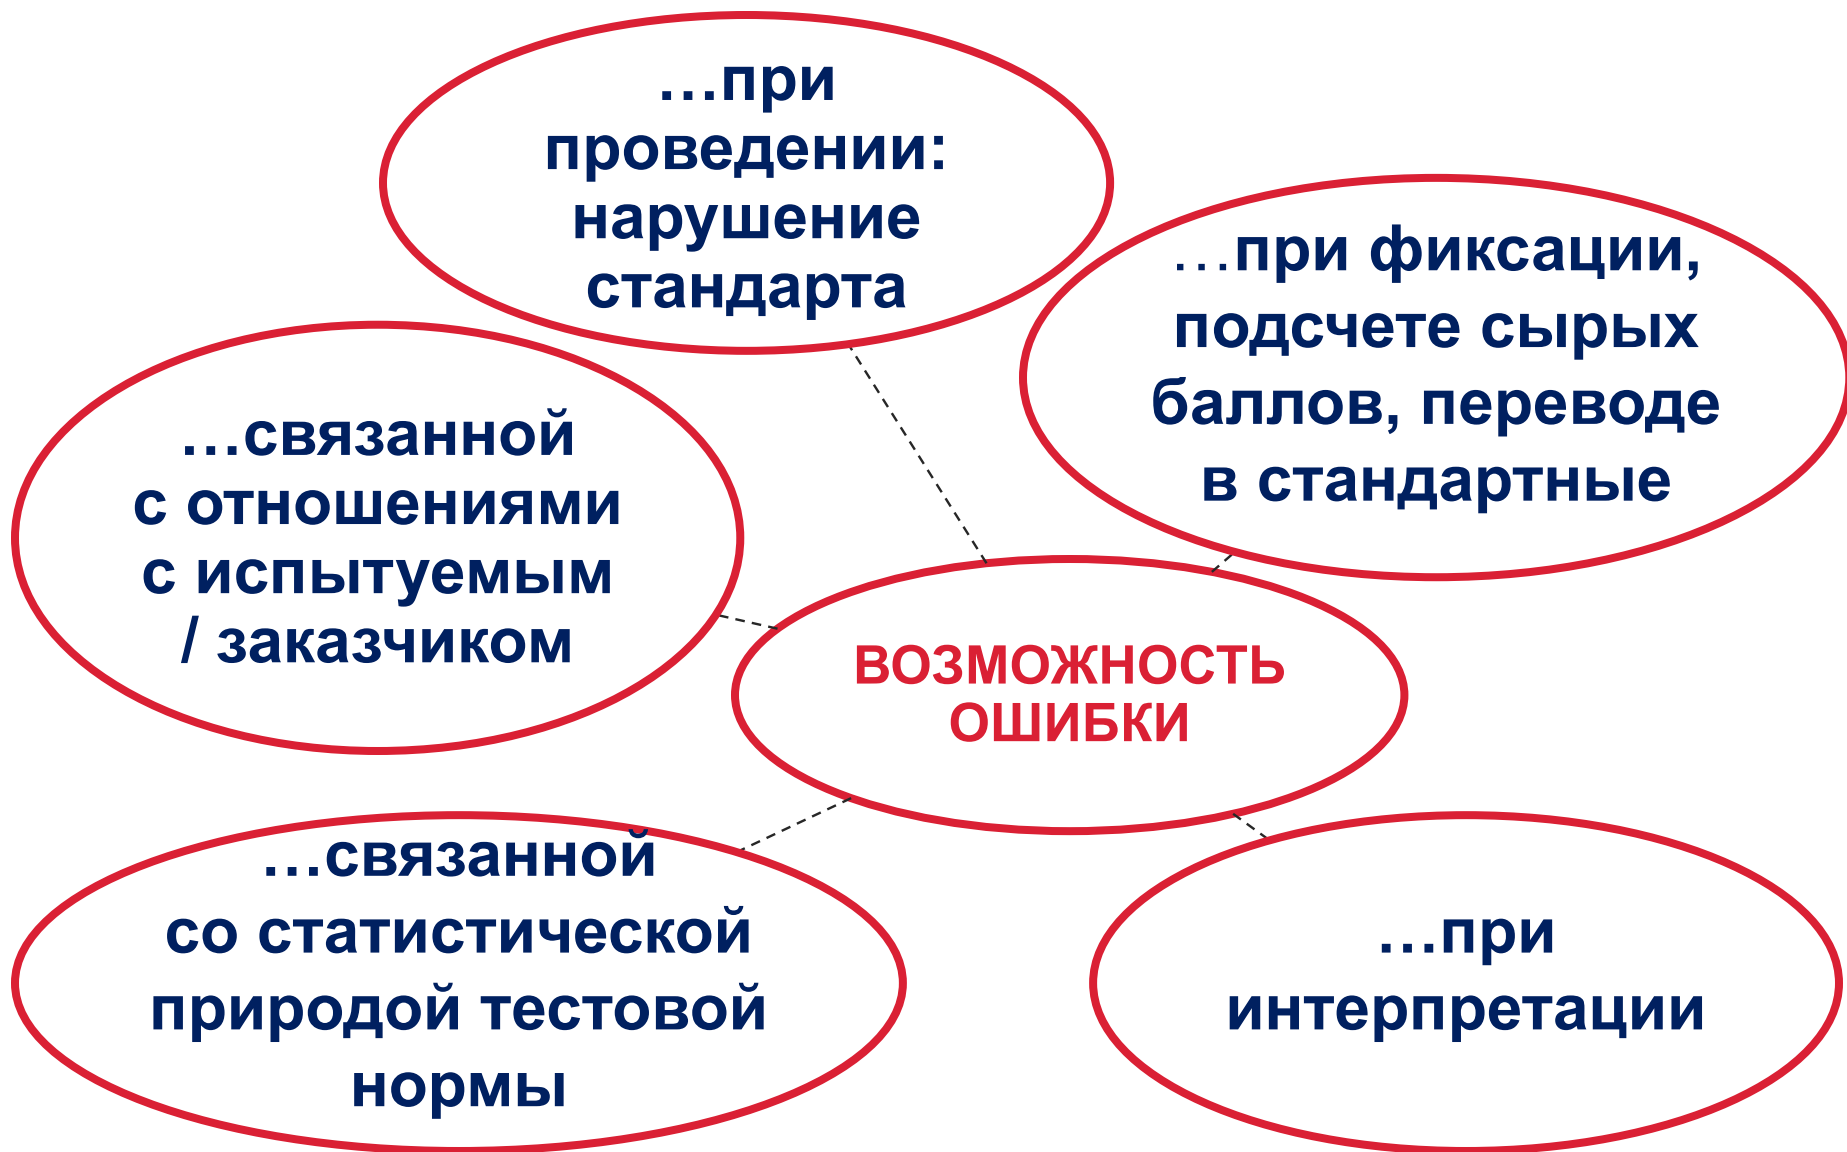 …при
проведении:
нарушение
стандарта
…при фиксации,
подсчете сырых
баллов, переводе
в стандартные
…связанной
с отношениями
с испытуемым
/ заказчиком
ВОЗМОЖНОСТЬ
ОШИБКИ
…связанной
со статистической
природой тестовой
нормы
…при
интерпретации